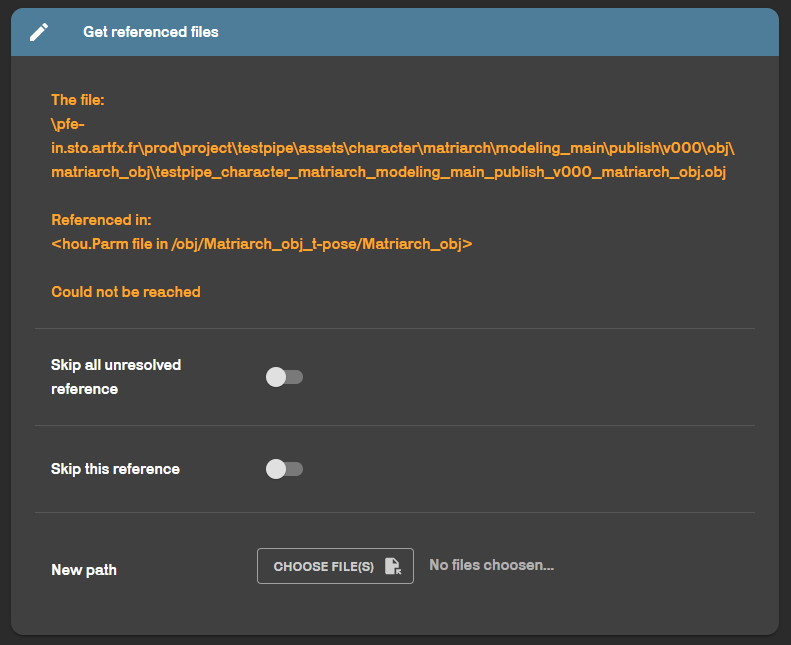 Get referenced files
The file:
\pfe-
in.sto.artfx.fr\prod\project\testpipe\assets\character\matriarch\modeling_main\publish\v000\obj\
matriarch_obj\testpipe_character_matriarch_modeling_main_publish_v000_matriarch_obj.obj
Referenced in:
<hou.Parm file in /obj/Matriarch_obj_t-pose/Matriarch_obj>
Could not be reached
Skip all unresolved
reference
Skip this reference
New path
CHOOSE FILE(S)
No files choosen...